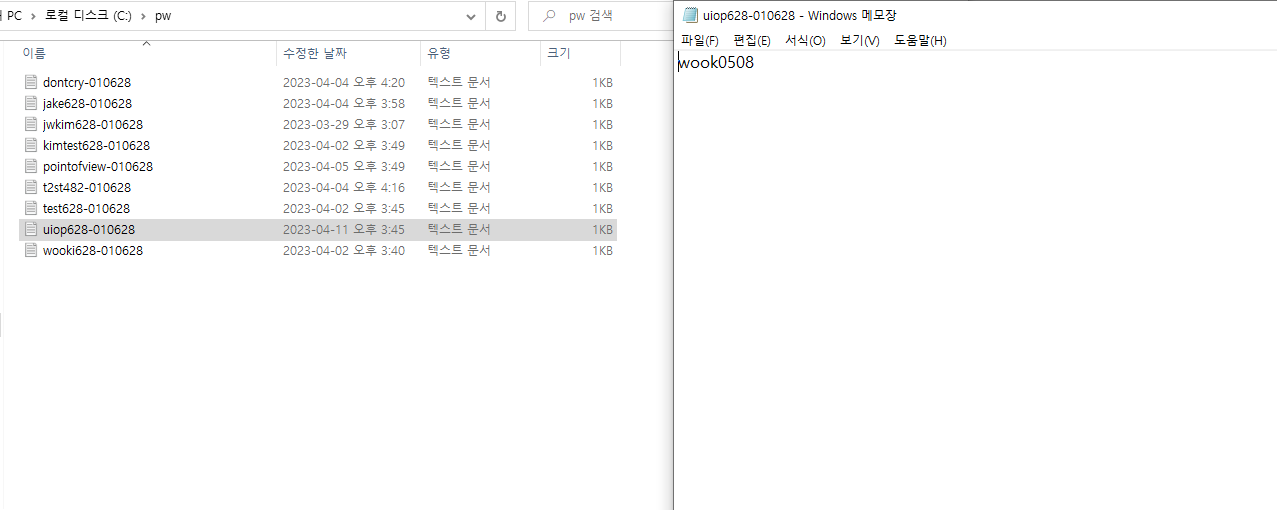 PC > 로컬 디스크 (C:) > pw
pw 검색
이름 수정한 날짜 유형 크기
dontcry-010628 2023-04-04 오후 4:20 텍스트 문서 1KB
jake628-010628 2023-04-04 오후 3:58 텍스트 문서 1KB
jwkim628-010628 2023-03-29 오후 3:07 텍스트 문서 1KB
kimtest628-010628 2023-04-02 오후 3:49 텍스트 문서 1KB
pointofview-010628 2023-04-05 오후 3:49 텍스트 문서 1KB
t2st482-010628 2023-04-04 오후 4:16 텍스트 문서 1KB
test628-010628 2023-04-02 오후 3:45 텍스트 문서 1KB
uiop628-010628 2023-04-11 오후 3:45 텍스트 문서 1KB
wooki628-010628 2023-04-02 오후 3:40 텍스트 문서 1KB
uiop628-010628 - Windows 메모장
파일(F) 편집(E) 서식(O) 보기(V) 도움말(H)
wook0508